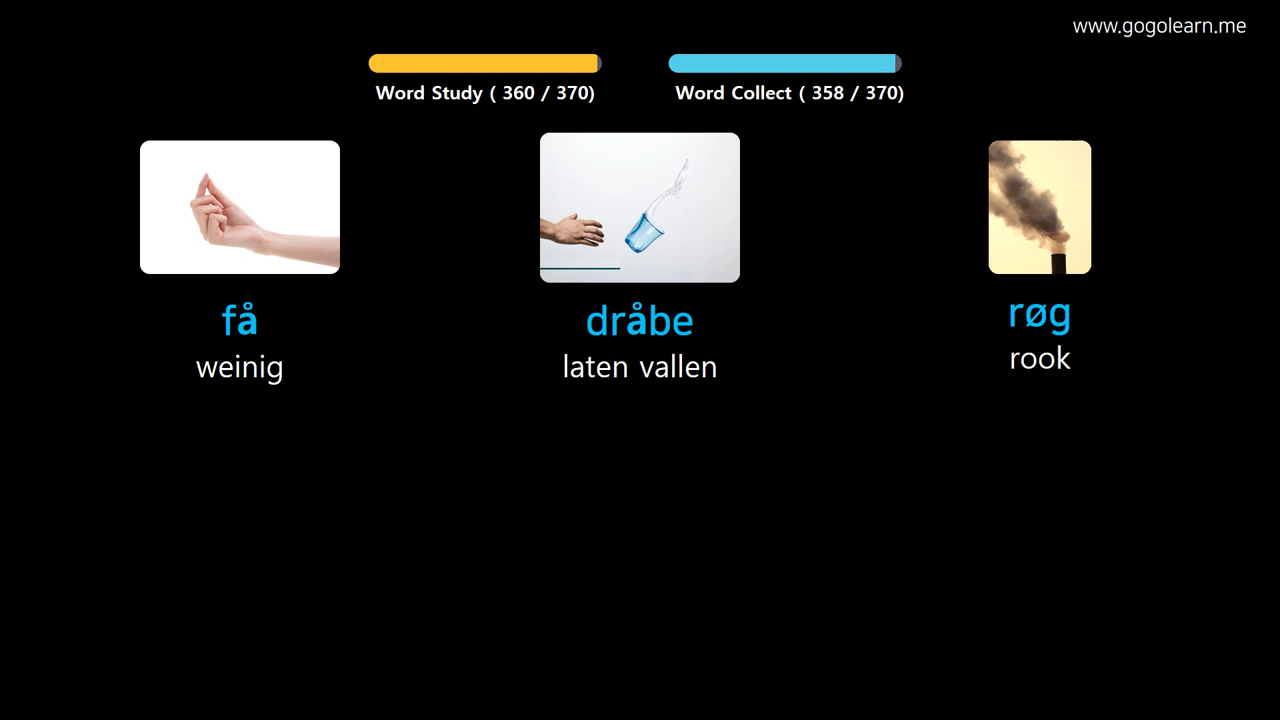 www.gogolearn.me
Word Study ( 360 / 370)
Word Collect ( 358 / 370)
få
weinig
dråbe
laten vallen
røg
rook